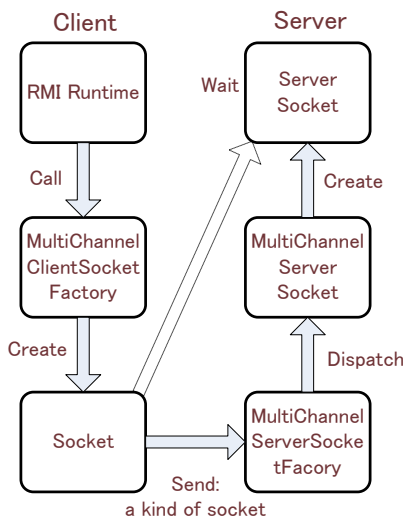 Client
Server
RMI Runtime
Wait
Server
Socket
Call
Create
MultiChannel
ClientSocket
Factory
MultiChannel
Server
Socket
Create
Dispatch
Socket
MultiChannel
ServerSocke
tFacory
Send:
a kind of socket